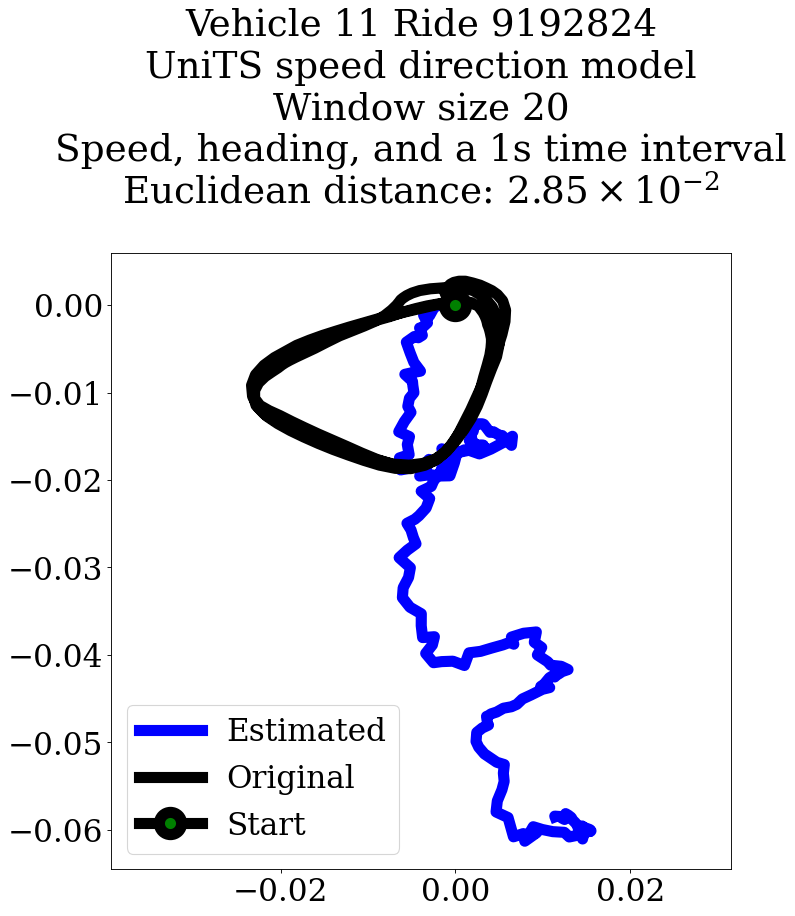 Vehicle 11 Ride 9192824
UniTS speed direction model
Window size 20
Speed, heading, and a 1s time interval
Euclidean distance: 2.85 × 10⁻²
0.00
−0.01
−0.02
−0.03
−0.04
−0.05
−0.06
Estimated
Original
Start
−0.02
0.00
0.02